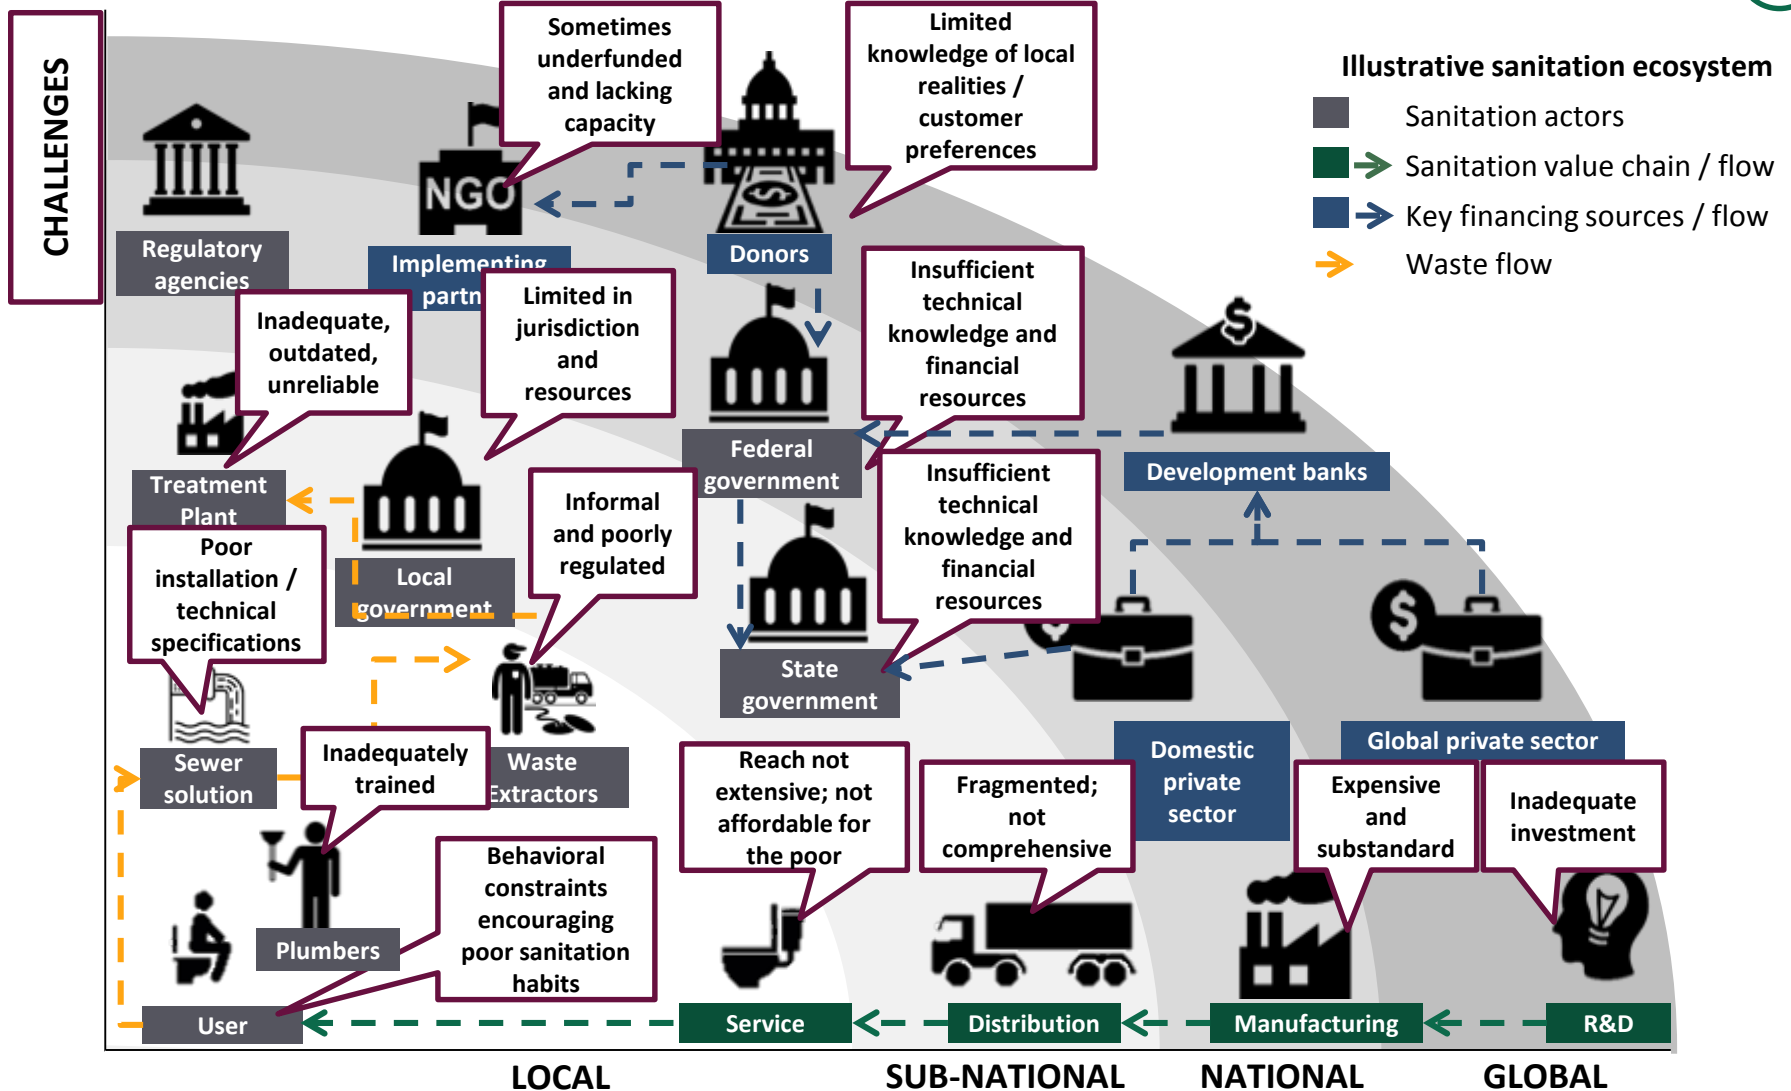 CHALLENGES
Sometimes
underfunded
and lacking
capacity
Limited
knowledge of local
realities /
customer
preferences
Illustrative sanitation ecosystem
Sanitation actors
Sanitation value chain / flow
Key financing sources / flow
Waste flow
NGO
Regulatory
agencies
Implementing
partn
Donors
Inadequate,
outdated,
unreliable
Limited in
jurisdiction
and
resources
Insufficient
technical
knowledge and
financial
resources
$
Federal
government
Development banks
Treatment
Plant
Informal
and poorly
regulated
Insufficient
technical
knowledge and
financial
resources
Poor
installation /
technical
specifications
Local
government
$
State
government
Sewer
solution
Inadequately
trained
Waste
Extractors
Reach not
extensive; not
affordable for
the poor
Fragmented;
not
comprehensive
Domestic
private
sector
Global private sector
Expensive
and
substandard
Inadequate
investment
Behavioral
constraints
encouraging
poor sanitation
habits
Plumbers
User
Service
Distribution
Manufacturing
R&D
LOCAL
SUB-NATIONAL
NATIONAL
GLOBAL